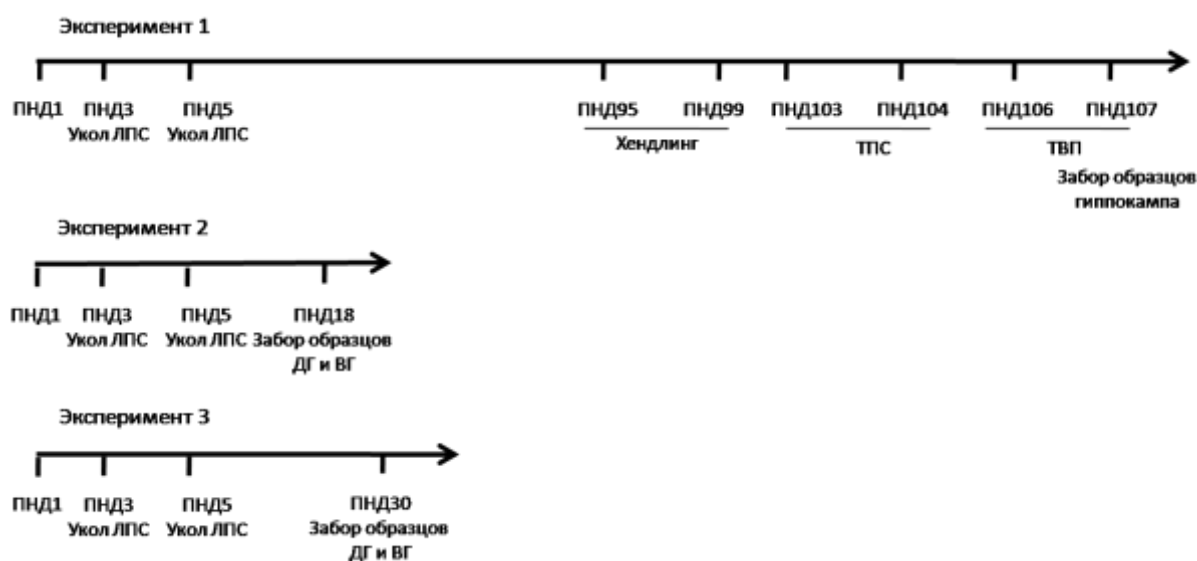 Эксперимент 1
ПНД1 ПНД3 ПНД5 ПНД95 ПНД99 ПНД103 ПНД104 ПНД106 ПНД107
Укол ЛПС Укол ЛПС Хендлинг ТПС ТВП
Забор образцов
гиппокампа
Эксперимент 2
ПНД1 ПНД3 ПНД5 ПНД18
Укол ЛПС Укол ЛПС Забор образцов
ДГ и ВГ
Эксперимент 3
ПНД1 ПНД3 ПНД5 ПНД30
Укол ЛПС Укол ЛПС Забор образцов
ДГ и ВГ